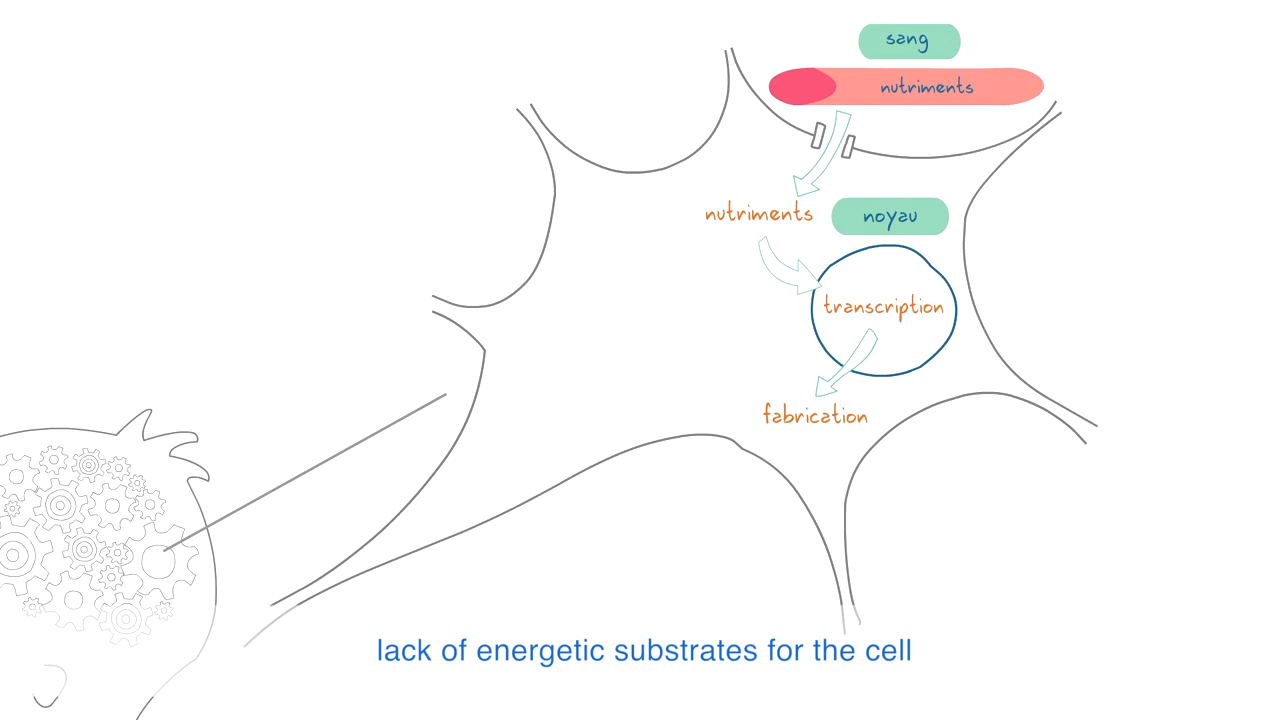 sang
nutriments
nutriments
noyau
transcription
fabrication
lack of energetic substrates for the cell